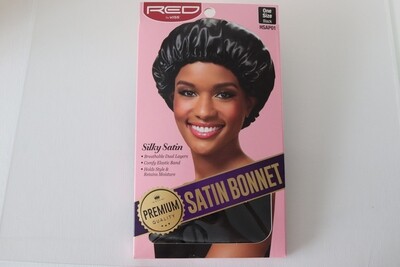 RED
by KISS
One
Size
Black
HSAP01
Silky Satin
• Breathable Dual Layers
• Comfy Elastic Band
• Holds Style &
Retains Moisture
SATIN BONNET
PREMIUM
QUALITY